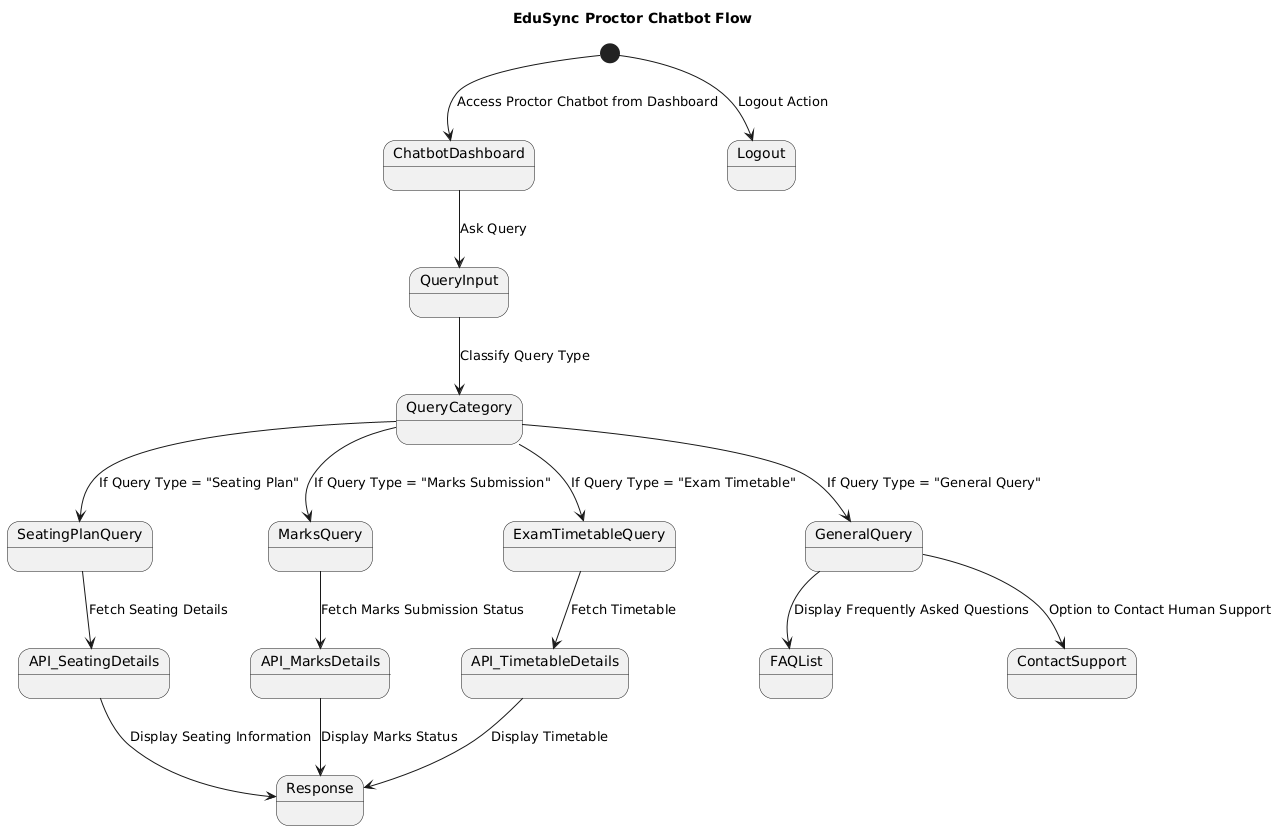 EduSync Proctor Chatbot Flow
Access Proctor Chatbot from Dashboard
Logout Action
ChatbotDashboard
Logout
Ask Query
QueryInput
Classify Query Type
QueryCategory
If Query Type = "Seating Plan"
If Query Type = "Marks Submission"
If Query Type = "Exam Timetable"
If Query Type = "General Query"
SeatingPlanQuery
MarksQuery
ExamTimetableQuery
GeneralQuery
Fetch Seating Details
Fetch Marks Submission Status
Fetch Timetable
Display Frequently Asked Questions
Option to Contact Human Support
API_SeatingDetails
API_MarksDetails
API_TimetableDetails
FAQList
ContactSupport
Display Seating Information
Display Marks Status
Display Timetable
Response